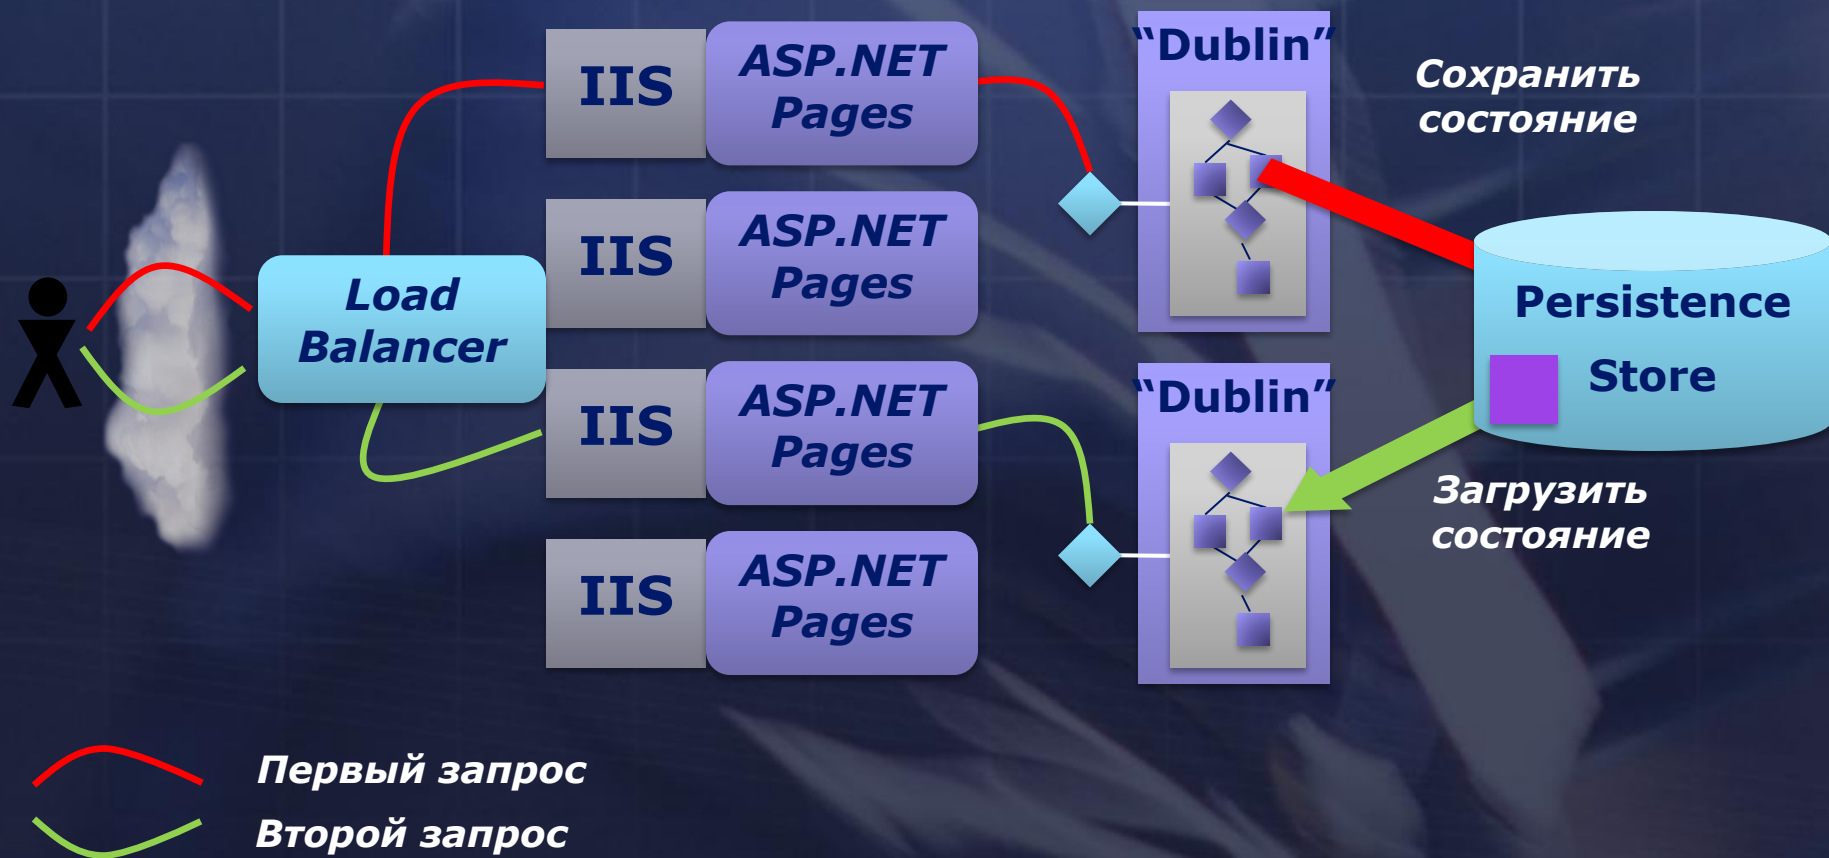 IIS
ASP.NET
Pages
“Dublin”
Сохранить
состояние
IIS
ASP.NET
Pages
Load
Balancer
Persistence
Store
IIS
ASP.NET
Pages
“Dublin”
Загрузить
состояние
IIS
ASP.NET
Pages
Первый запрос
Второй запрос